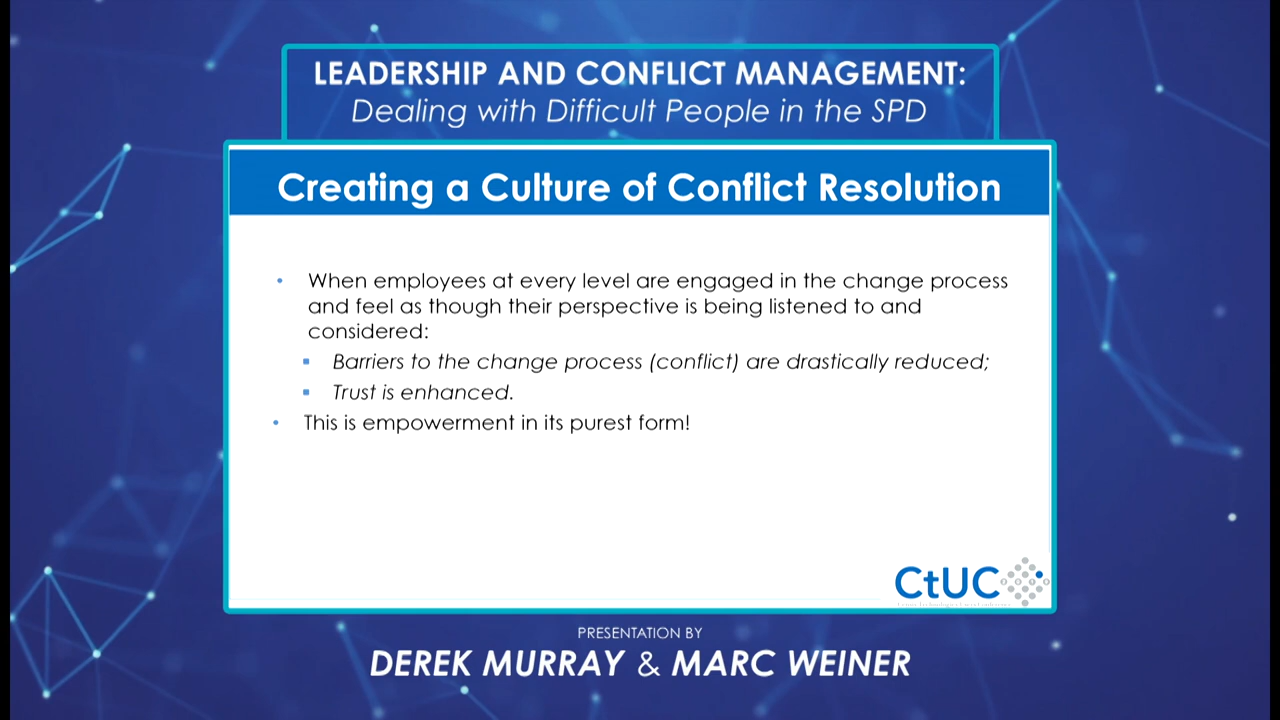 LEADERSHIP AND CONFLICT MANAGEMENT:
Dealing with Difficult People in the SPD
Creating a Culture of Conflict Resolution
• When employees at every level are engaged in the change process
and feel as though their perspective is being listened to and
considered:
▪ Barriers to the change process (conflict) are drastically reduced;
▪ Trust is enhanced.
• This is empowerment in its purest form!
CtUC
PRESENTATION BY
DEREK MURRAY & MARC WEINER